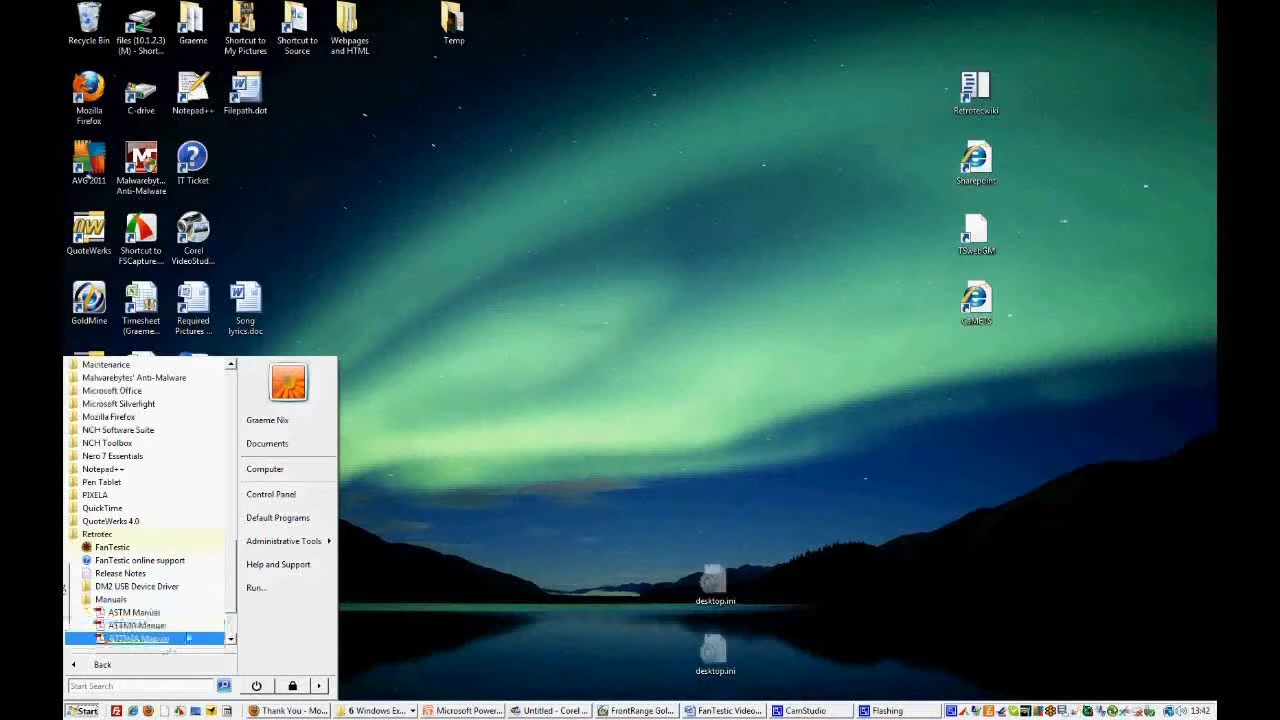 Recycle Bin
files (10.1.2.3)
(M) - Short...
Graeme
Shortcut to
My Pictures
Shortcut to
Source
Webpages
and HTML
Temp
Mozilla
Firefox
C-drive
Notepad++
Filepath.dot
Retrotecwiki
AVG 2011
Malwarebyt...
Anti-Malware
IT Ticket
Sharepoint
QuoteWerks
Shortcut to
FSCapture....
Corel
VideoStud...
TSwebGM
GoldMine
Timesheet
(Graeme...
Required
Pictures ...
Song
lyrics.doc
CaMETS
Maintenance
Malwarebytes' Anti-Malware
Microsoft Office
Microsoft Silverlight
Mozilla Firefox
NCH Software Suite
NCH Toolbox
Nero 7 Essentials
Notepad++
Pen Tablet
PIXELA
QuickTime
QuoteWerks 4.0
Retrotec
FanTestic
FanTestic online support
Release Notes
DM2 USB Device Driver
Manuals
ASTM Manual
Manual
ATTMA Manual
Back
Start Search
Graeme Nix
Documents
Computer
Control Panel
Default Programs
Administrative Tools
Help and Support
Run...
desktop.ini
desktop.ini
Start
Thank You - Mo...
6 Windows Ex...
Microsoft Power...
Untitled - Corel ...
FrontRange Gol...
FanTestic Video...
CamStudio
Flashing
13:42